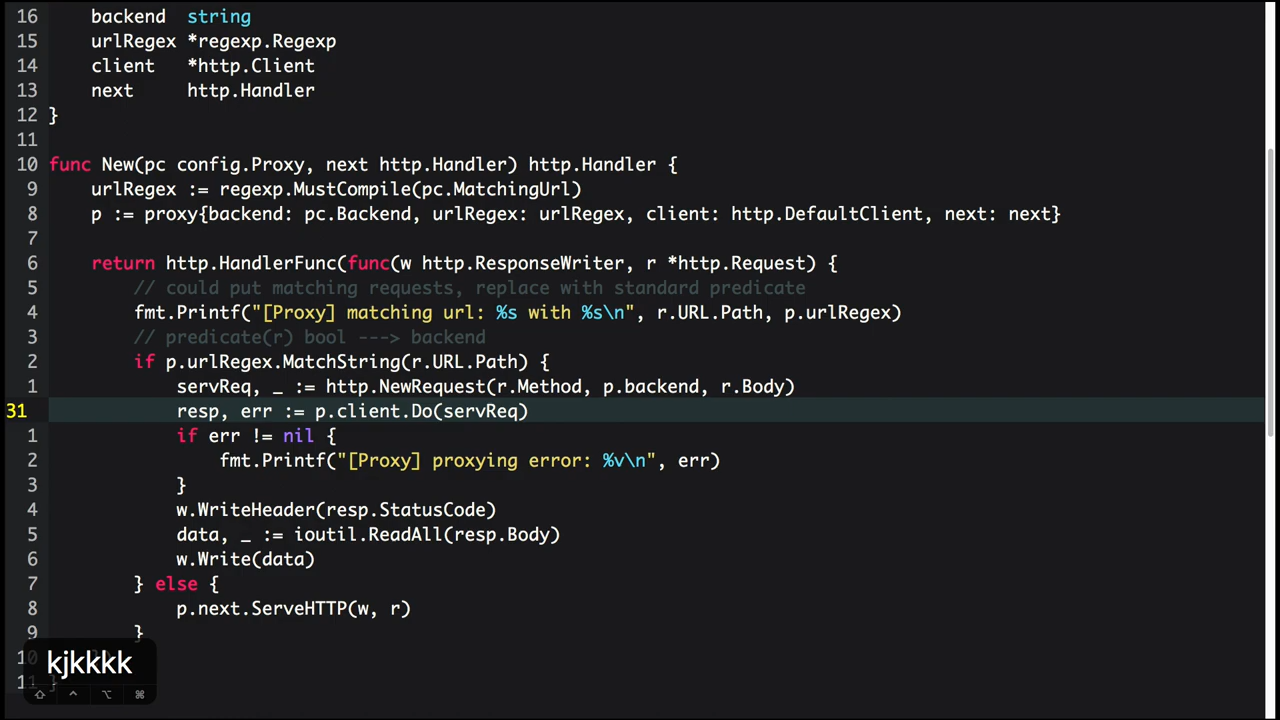 16 backend string
15 urlRegex *regexp.Regexp
14 client *http.Client
13 next http.Handler
12 }
11
10 func New(pc config.Proxy, next http.Handler) http.Handler {
9 urlRegex := regexp.MustCompile(pc.MatchingUrl)
8 p := proxy{backend: pc.Backend, urlRegex: urlRegex, client: http.DefaultClient, next: next}
7
6 return http.HandlerFunc(func(w http.ResponseWriter, r *http.Request) {
5 // could put matching requests, replace with standard predicate
4 fmt.Printf("[Proxy] matching url: %s with %s\n", r.URL.Path, p.urlRegex)
3 // predicate(r) bool ---> backend
2 if p.urlRegex.MatchString(r.URL.Path) {
1 servReq, _ := http.NewRequest(r.Method, p.backend, r.Body)
31 resp, err := p.client.Do(servReq)
1 if err != nil {
2 fmt.Printf("[Proxy] proxying error: %v\n", err)
3 }
4 w.WriteHeader(resp.StatusCode)
5 data, _ := ioutil.ReadAll(resp.Body)
6 w.Write(data)
7 } else {
8 p.next.ServeHTTP(w, r)
9 }
10
11 }
kjkkkk
⇧ ^ ⌥ ⌘